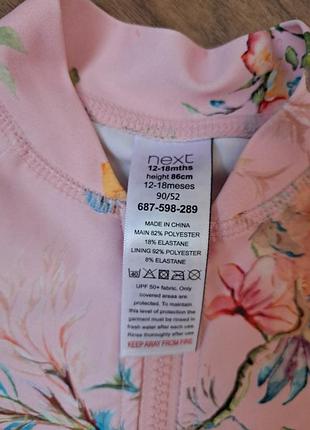 next
12-18mths
height 86cm
12-18meses
90/52
687-598-289
MADE IN CHINA
MAIN 82% POLYESTER
18% ELASTANE
LINING 92% POLYESTER
8% ELASTANE
UPF 50+ fabric. Only
covered areas are
protected. To maintain
this level of protection the
garment must be rinsed in
fresh water after each use.
Rinse thoroughly after use.
KEEP AWAY FROM FIRE